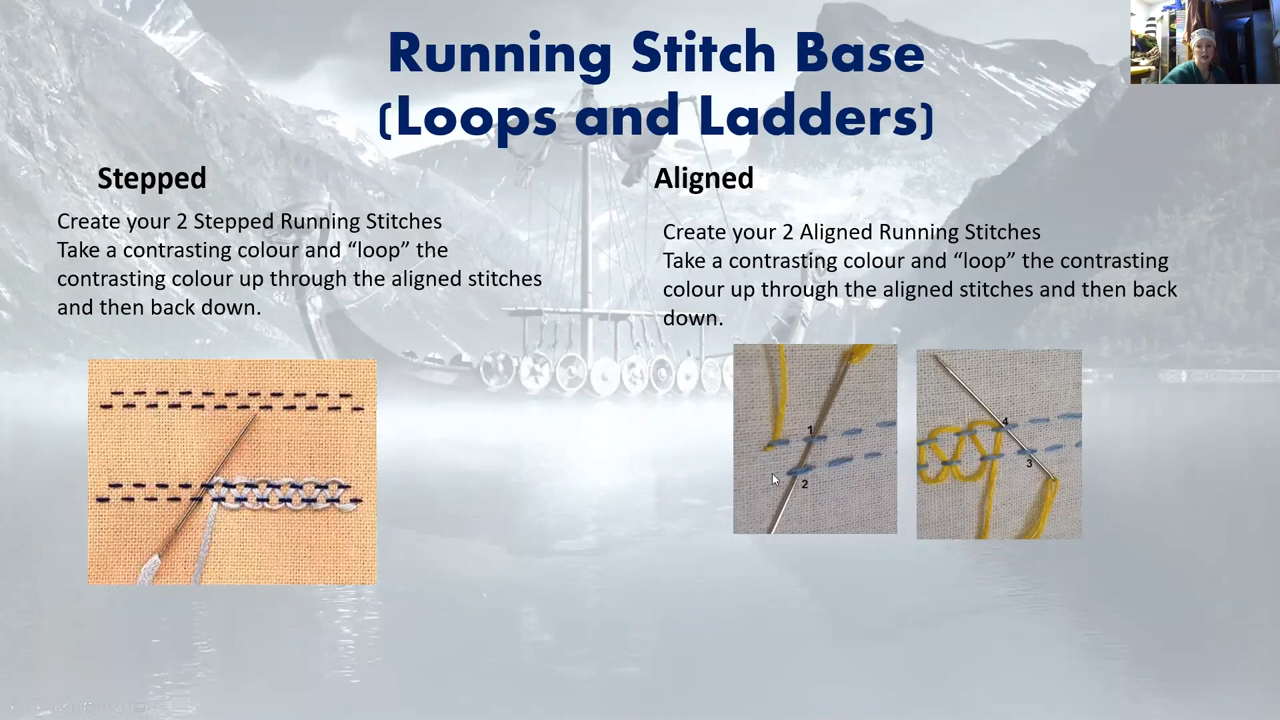 Running Stitch Base
(Loops and Ladders)
Stepped
Create your 2 Stepped Running Stitches
Take a contrasting colour and “loop” the
contrasting colour up through the aligned stitches
and then back down.
Aligned
Create your 2 Aligned Running Stitches
Take a contrasting colour and “loop” the contrasting
colour up through the aligned stitches and then back
down.
1
2
4
3